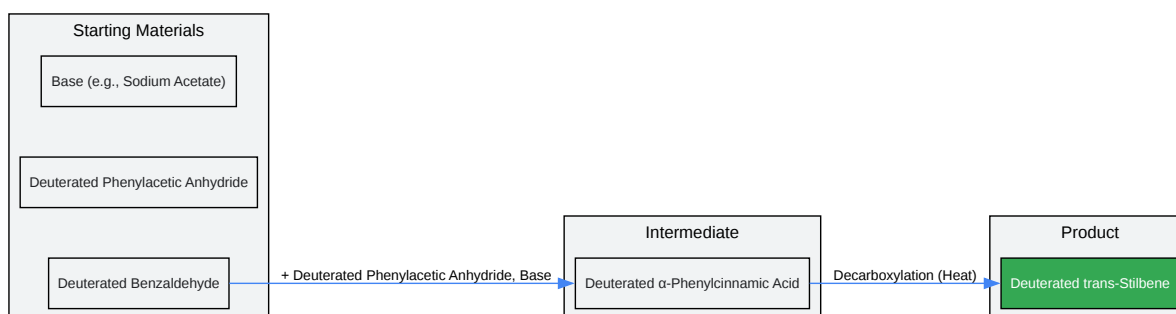 Starting Materials
Base (e.g., Sodium Acetate)
Deuterated Phenylacetic Anhydride
Deuterated Benzaldehyde
+ Deuterated Phenylacetic Anhydride, Base
Intermediate
Deuterated α-Phenylcinnamic Acid
Decarboxylation (Heat)
Product
Deuterated trans-Stilbene